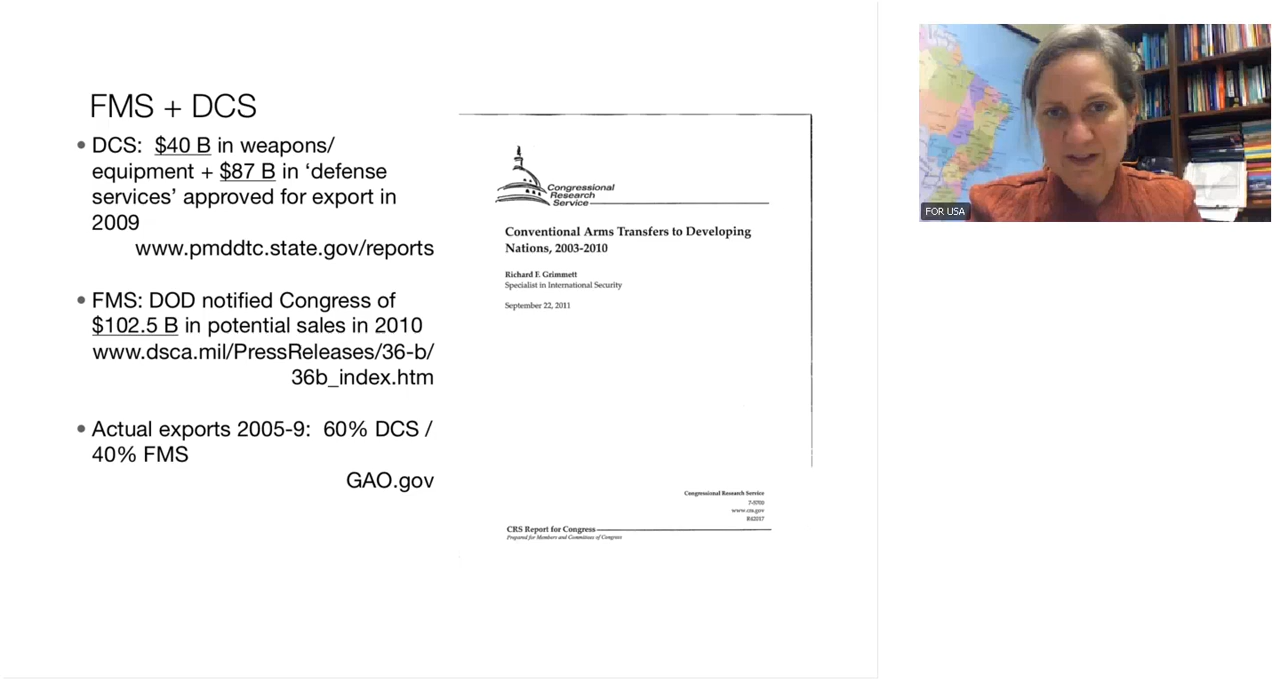 FMS + DCS
• DCS: $40 B in weapons/
equipment + $87 B in ‘defense
services’ approved for export in
2009
www.pmddtc.state.gov/reports
• FMS: DOD notified Congress of
$102.5 B in potential sales in 2010
www.dsca.mil/PressReleases/36-b/
36b_index.htm
• Actual exports 2005-9: 60% DCS /
40% FMS
GAO.gov
Congressional
Research
Service
Conventional Arms Transfers to Developing
Nations, 2003-2010
Richard F. Grimmett
Specialist in International Security
September 22, 2011
Congressional Research Service
7-5700
www.crs.gov
R42017
CRS Report for Congress
Prepared for Members and Committees of Congress
FOR USA